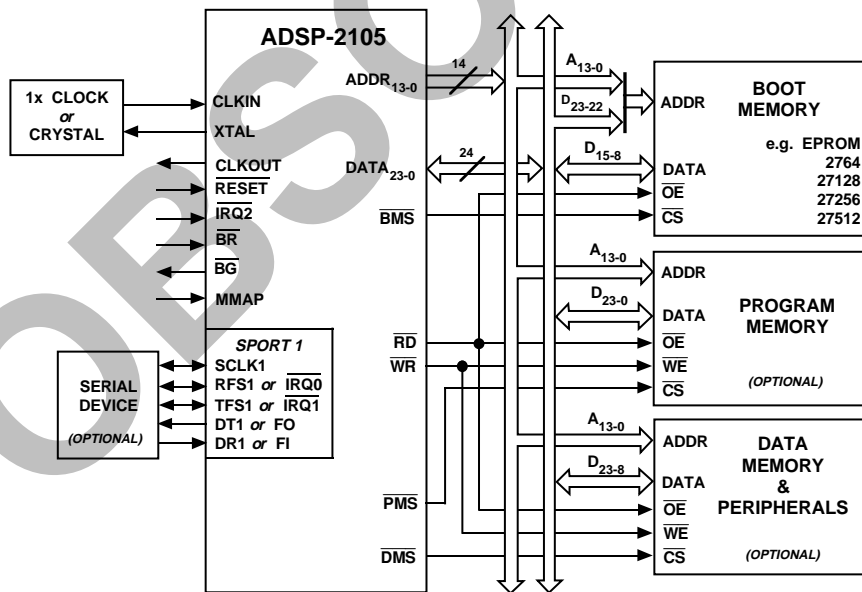 ADSP-2105
1x CLOCK
or
CRYSTAL
CLKIN
XTAL
CLKOUT
RESET
IRQ2
BR
BG
MMAP
SPORT 1
SCLK1
RFS1 or IRQ0
TFS1 or IRQ1
DT1 or FO
DR1 or FI
SERIAL
DEVICE
(OPTIONAL)
ADDR13-0
14
DATA23-0
24
BMS
RD
WR
PMS
DMS
A13-0
D23-22
D15-8
ADDR
DATA
OE
CS
BOOT
MEMORY
e.g. EPROM
2764
27128
27256
27512
A13-0
D23-0
ADDR
DATA
OE
WE
CS
PROGRAM
MEMORY
(OPTIONAL)
A13-0
D23-8
ADDR
DATA
OE
WE
CS
DATA
MEMORY
&
PERIPHERALS
(OPTIONAL)
OBSO